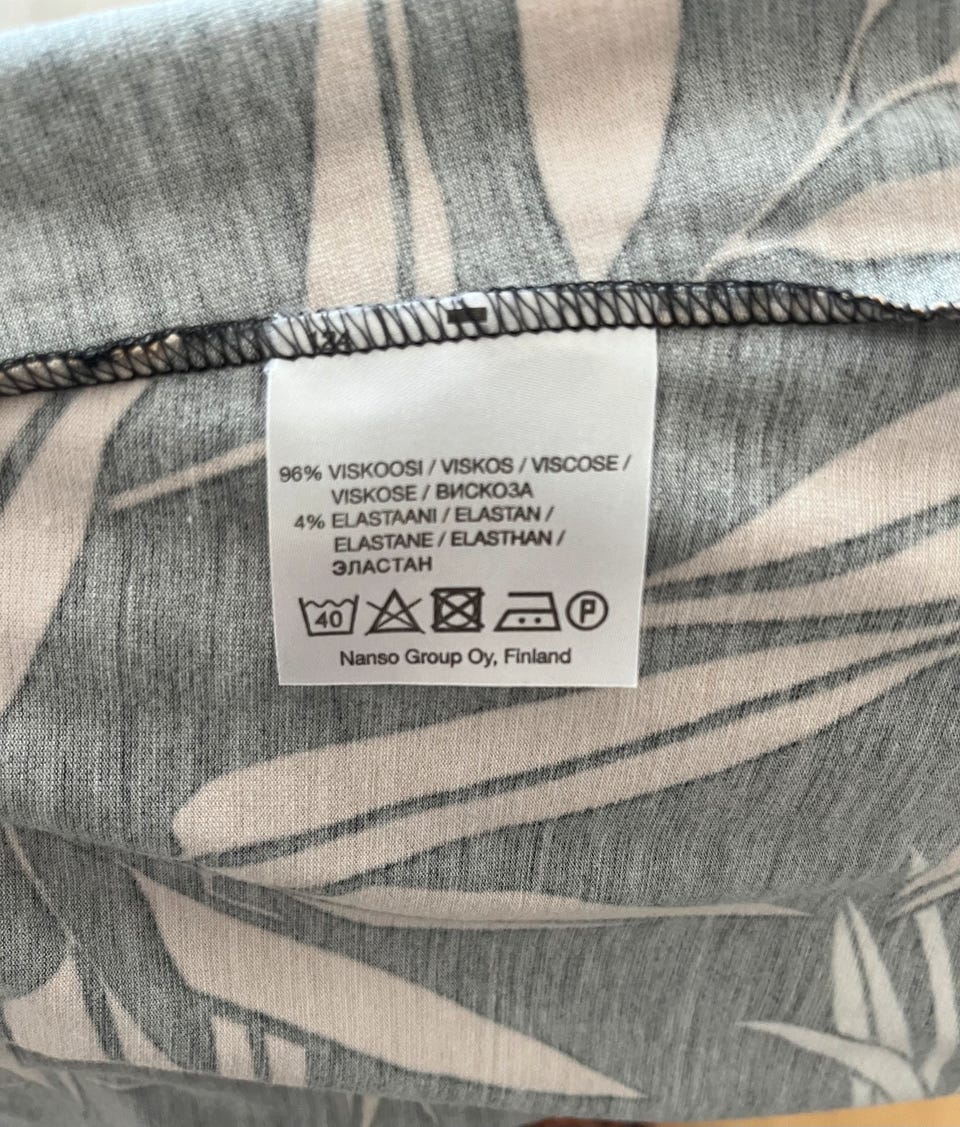 96% VISKOOSI / VISKOS / VISCOSE /
VISKOSE / ВИСКОЗА
4% ELASTAANI / ELASTAN /
ELASTANE / ELASTHAN /
ЭЛАСТАН
40 P
Nanso Group Oy, Finland